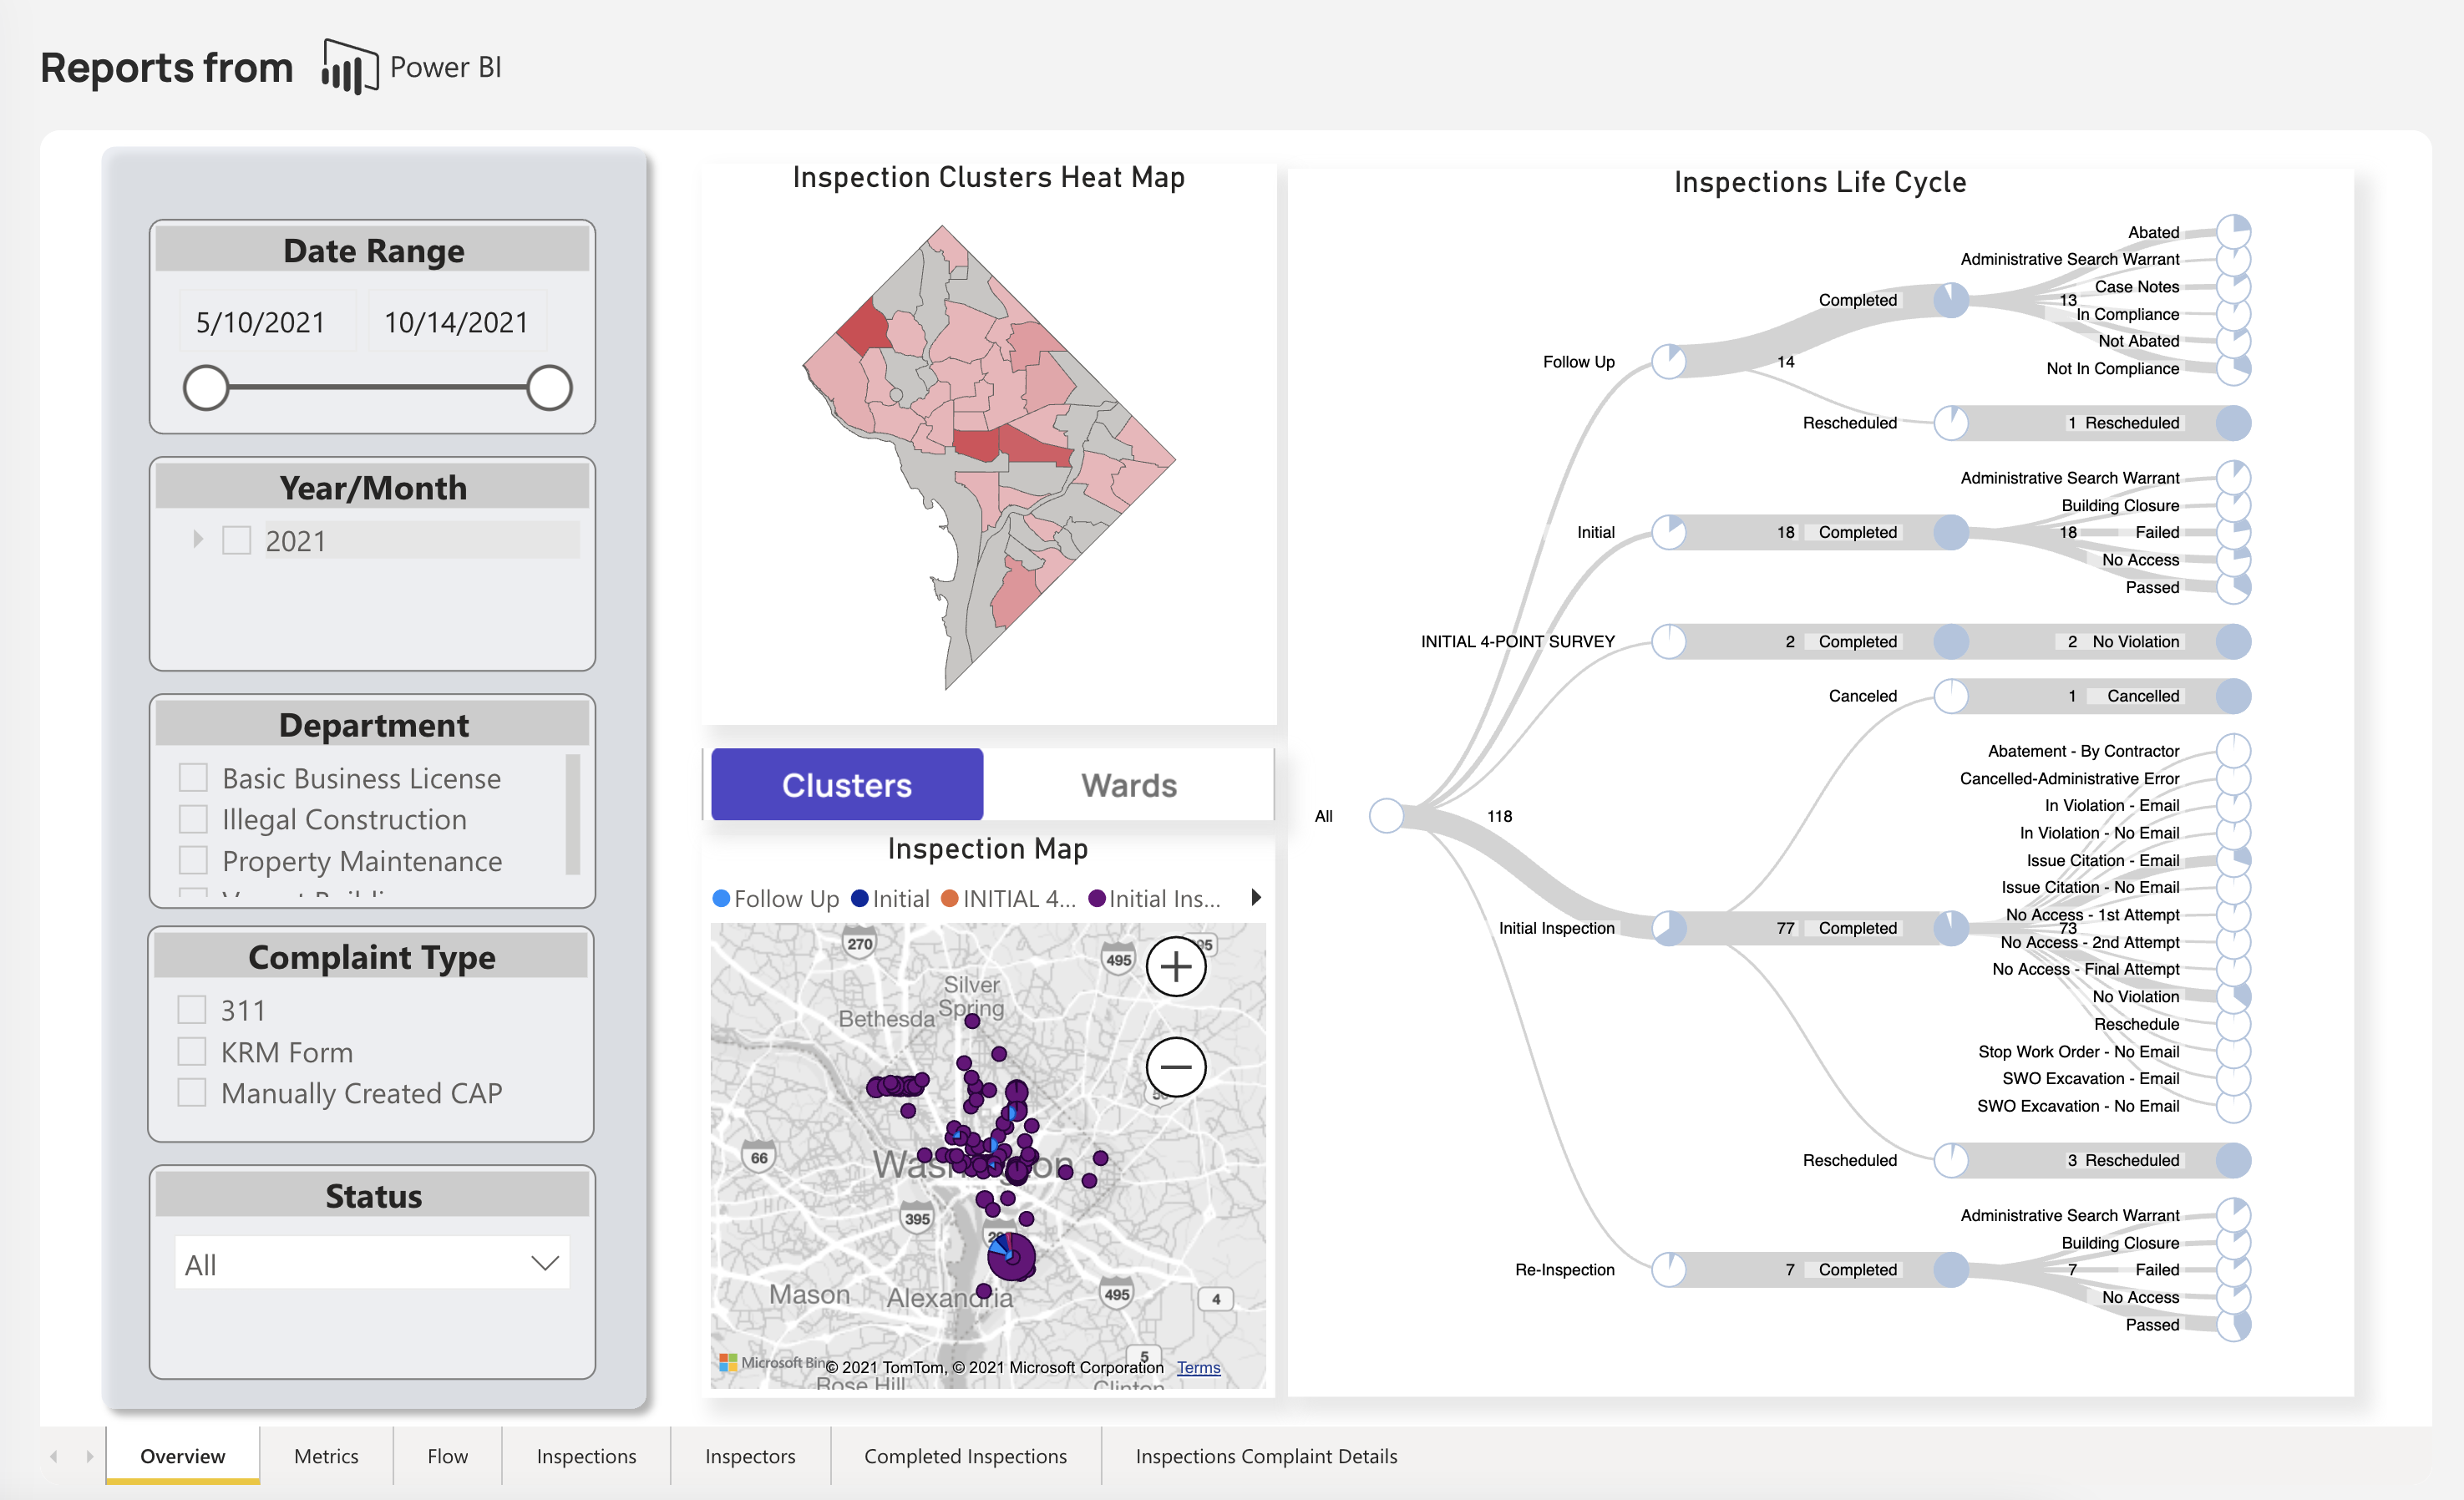 Reports from Power BI
Date Range
5/10/2021 10/14/2021
Year/Month
2021
Department
Basic Business License
Illegal Construction
Property Maintenance
Complaint Type
311
KRM Form
Manually Created CAP
Status
All
Inspection Clusters Heat Map
Clusters Wards
Inspection Map
Follow Up Initial INITIAL 4... Initial Ins...
270
495
95
Silver
Spring
Bethesda
66
Washington
395
Mason Alexandria
495
4
5
Microsoft Bing
© 2021 TomTom, © 2021 Microsoft Corporation Terms
Rose Hill
Clinton
Inspections Life Cycle
All
118
Follow Up
14
Completed
13
Abated
Administrative Search Warrant
Case Notes
In Compliance
Not Abated
Not In Compliance
Rescheduled
1 Rescheduled
Initial
18 Completed
18
Administrative Search Warrant
Building Closure
Failed
No Access
Passed
INITIAL 4-POINT SURVEY
2 Completed
2 No Violation
Canceled
1 Cancelled
Initial Inspection
77 Completed
73
Abatement - By Contractor
Cancelled-Administrative Error
In Violation - Email
In Violation - No Email
Issue Citation - Email
Issue Citation - No Email
No Access - 1st Attempt
No Access - 2nd Attempt
No Access - Final Attempt
No Violation
Reschedule
Stop Work Order - No Email
SWO Excavation - Email
SWO Excavation - No Email
Rescheduled
3 Rescheduled
Re-Inspection
7 Completed
7
Administrative Search Warrant
Building Closure
Failed
No Access
Passed
Overview Metrics Flow Inspections Inspectors Completed Inspections Inspections Complaint Details